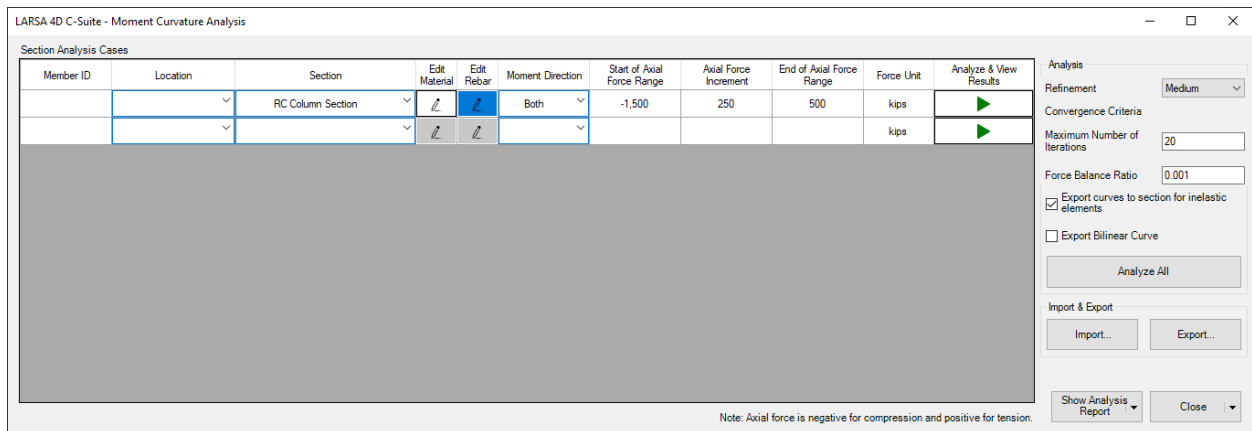 LARSA 4D C-Suite - Moment Curvature Analysis
Section Analysis Cases
Member ID
Location
Section
Edit
Material
Edit
Rebar
Moment Direction
Start of Axial
Force Range
Axial Force
Increment
End of Axial Force
Range
Force Unit
Analyze & View
Results
RC Column Section
Both
-1,500
250
500
kips
kips
Note: Axial force is negative for compression and positive for tension.
Analysis
Refinement
Medium
Convergence Criteria
Maximum Number of
Iterations
20
Force Balance Ratio
0.001
Export curves to section for inelastic
elements
Export Bilinear Curve
Analyze All
Import & Export
Import...
Export...
Show Analysis
Report
Close